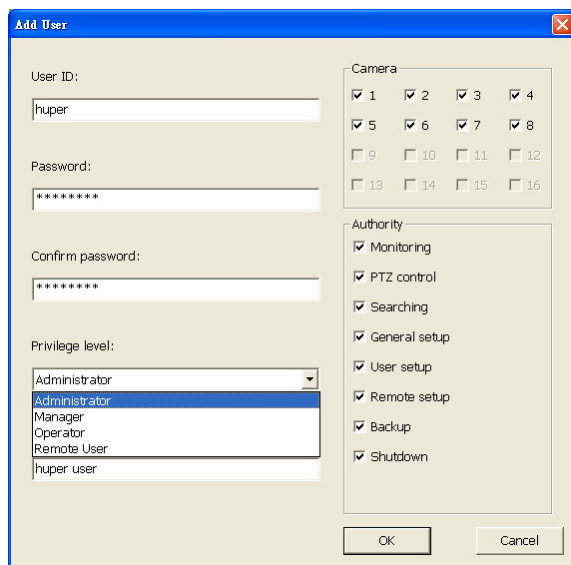 Add User
User ID:
huper
Password:
********
Confirm password:
********
Privilege level:
Administrator
Administrator
Manager
Operator
Remote User
huper user
Camera
1 2 3 4
5 6 7 8
9 10 11 12
13 14 15 16
Authority
Monitoring
PTZ control
Searching
General setup
User setup
Remote setup
Backup
Shutdown
OK Cancel